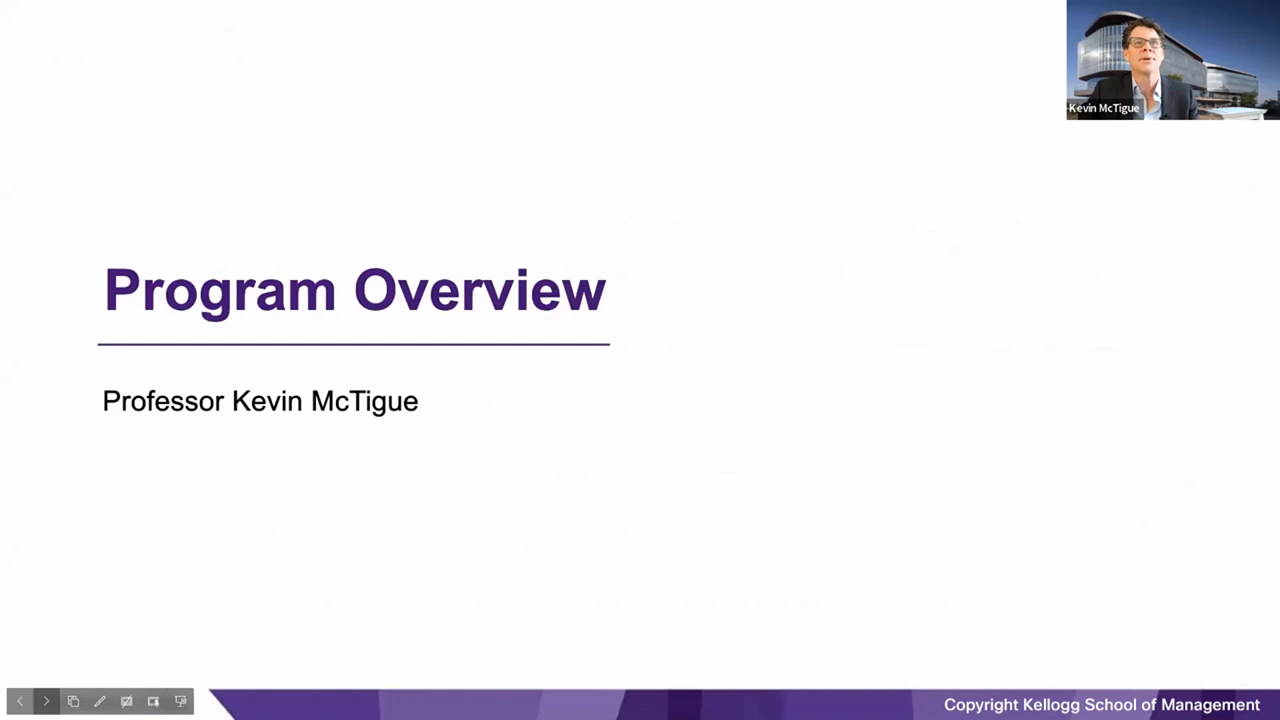 Kevin McTigue
Program Overview
Professor Kevin McTigue
Copyright Kellogg School of Management